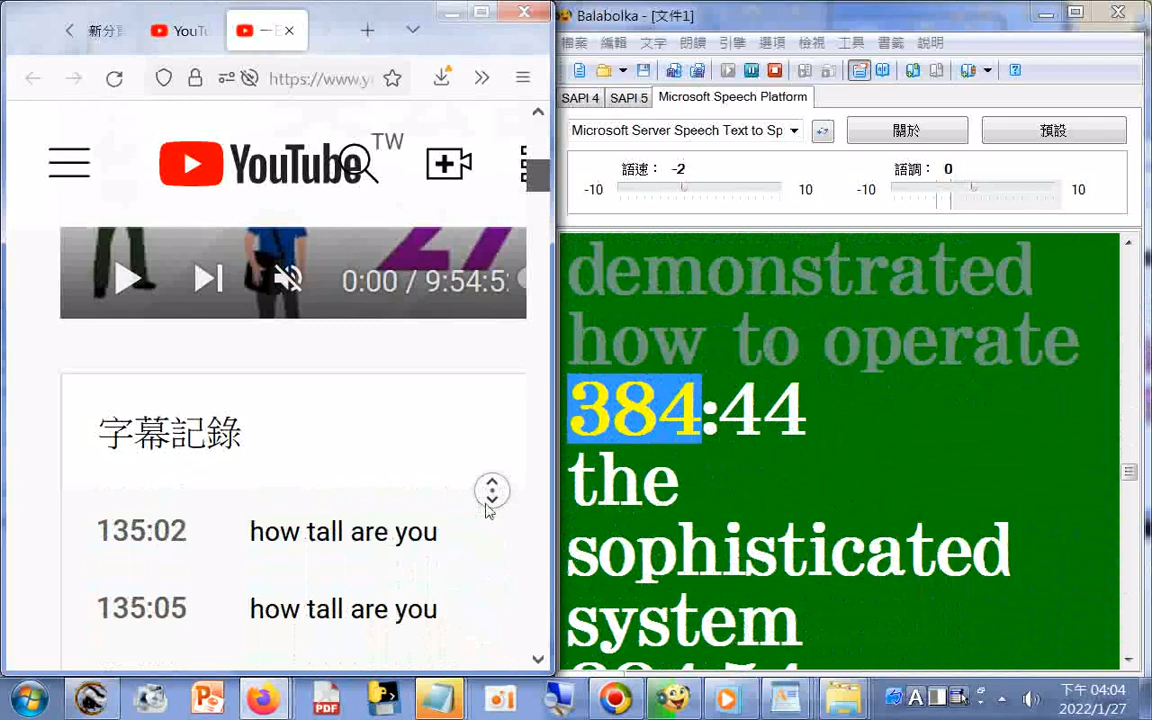 新分
YouTu
— E
https://www.y
YouTube
TW
27
0:00 / 9:54:5
字幕記錄
135:02 how tall are you
135:05 how tall are you
Balabolka - [文件1]
檔案 編輯 文字 朗讀 引擎 選項 檢視 工具 書籤 說明
SAPI 4 SAPI 5 Microsoft Speech Platform
Microsoft Server Speech Text to Sp
關於
預設
語速： -2
-10 10
語調： 0
-10 10
demonstrated
how to operate
384:44
the
sophisticated
system
PDF
A
下午 04:04
2022/1/27